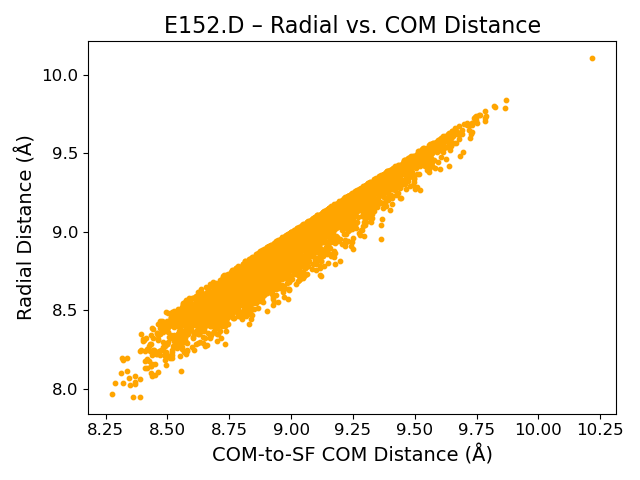 E152.D – Radial vs. COM Distance
Radial Distance (Å)
10.0
9.5
9.0
8.5
8.0
8.25 8.50 8.75 9.00 9.25 9.50 9.75 10.00 10.25
COM-to-SF COM Distance (Å)